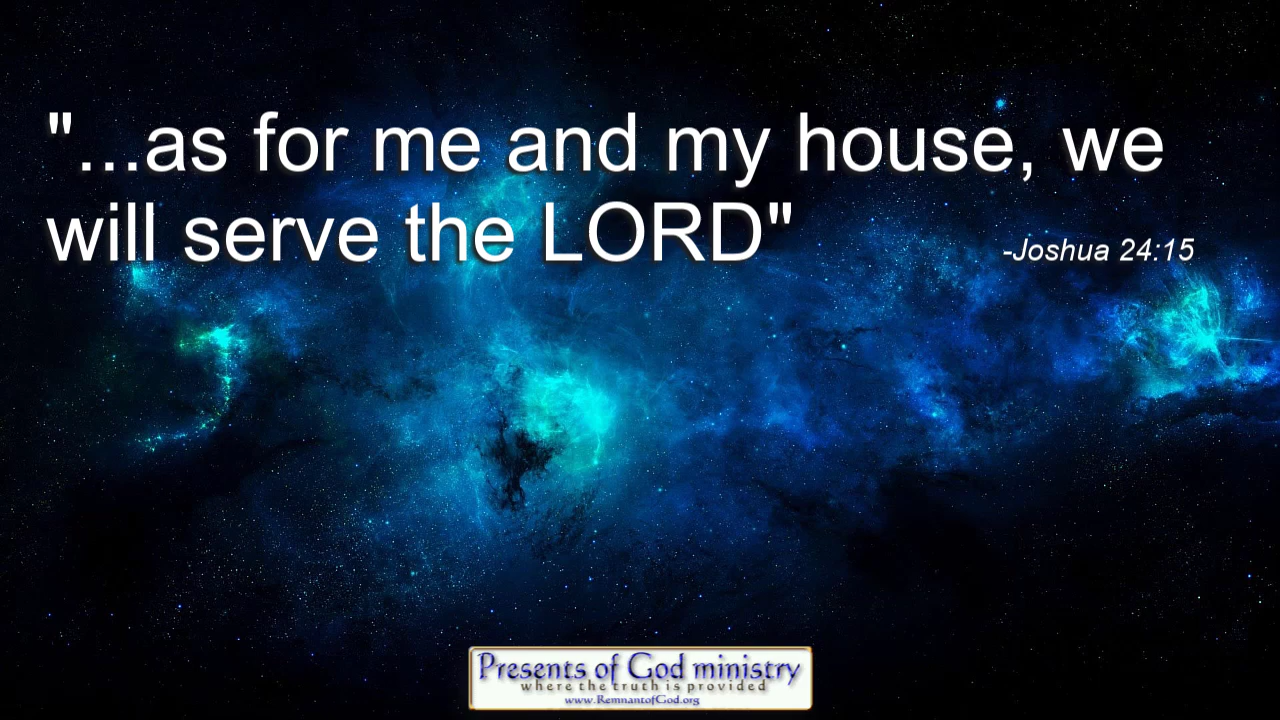 "...as for me and my house, we
will serve the LORD"
-Joshua 24:15
Presents of God ministry
where the truth is provided
www.RemnantofGod.org